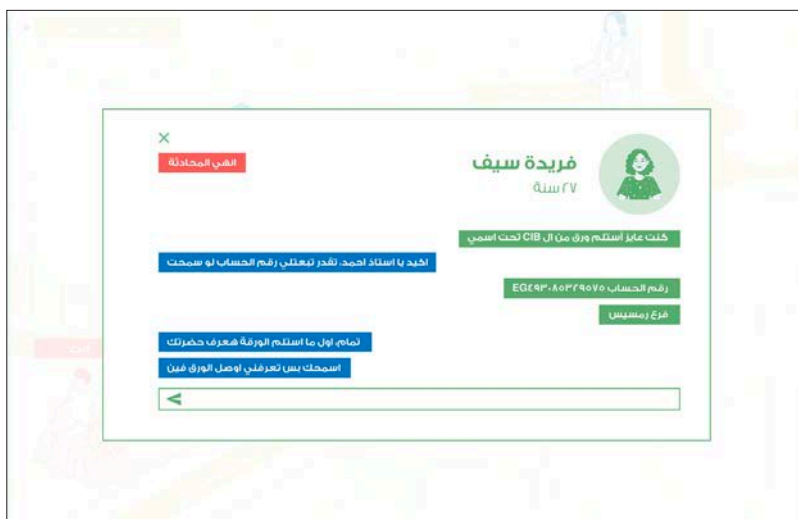 انهي المحادثة
فريدة سيف
٢٧ سنة
كنت عايز أستلم ورق من ال CIB تحت اسمي
اكيد يا استاذ احمد، تقدر تبعتلي رقم الحساب لو سمحت
رقم الحساب EG٤٩٣٠٨٥٣٢٩٥٧٥
فرع رمسيس
تمام، اول ما استلم الورقة هعرف حضرتك
اسمحك بس تعرفني اوصل الورق فين